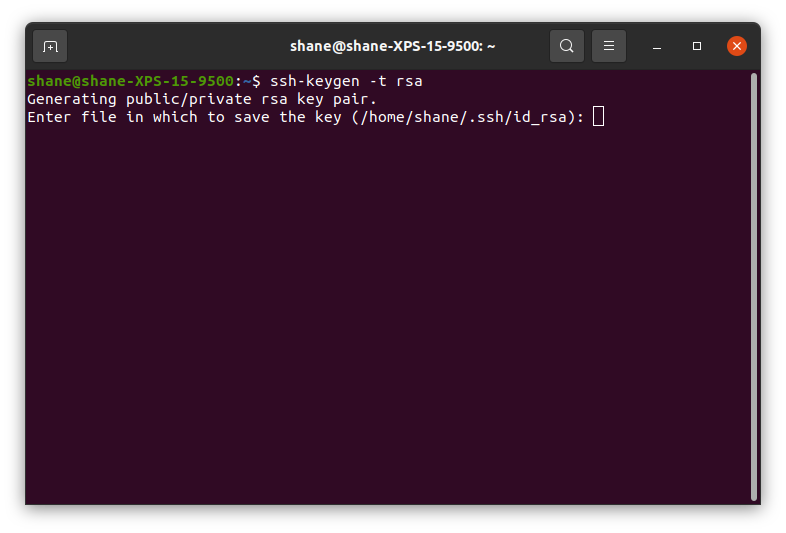 shane@shane-XPS-15-9500: ~
shane@shane-XPS-15-9500:~$ ssh-keygen -t rsa
Generating public/private rsa key pair.
Enter file in which to save the key (/home/shane/.ssh/id_rsa):